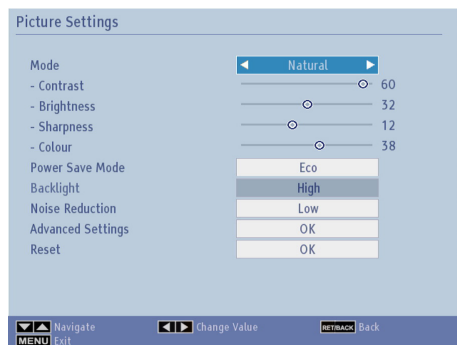 Picture Settings
Mode Natural
- Contrast 60
- Brightness 32
- Sharpness 12
- Colour 38
Power Save Mode Eco
Backlight High
Noise Reduction Low
Advanced Settings OK
Reset OK
Navigate Change Value RET/BACK Back
MENU Exit